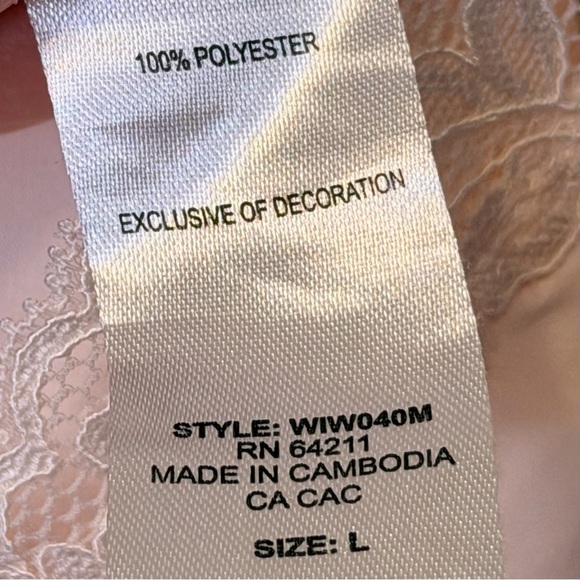 100% POLYESTER
EXCLUSIVE OF DECORATION
STYLE: WIW040M
RN 64211
MADE IN CAMBODIA
CA CAC
SIZE: L